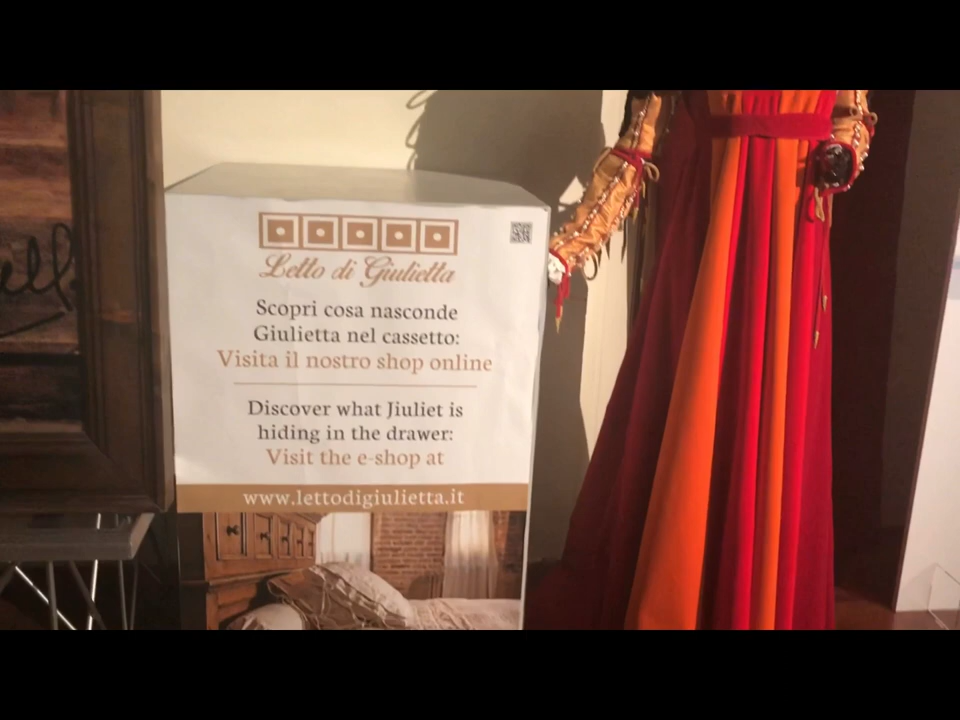 Letto di Giulietta
Scopri cosa nasconde
Giulietta nel cassetto:
Visita il nostro shop online
Discover what Jiuliet is
hiding in the drawer:
Visit the e-shop at
www.lettodigiulietta.it